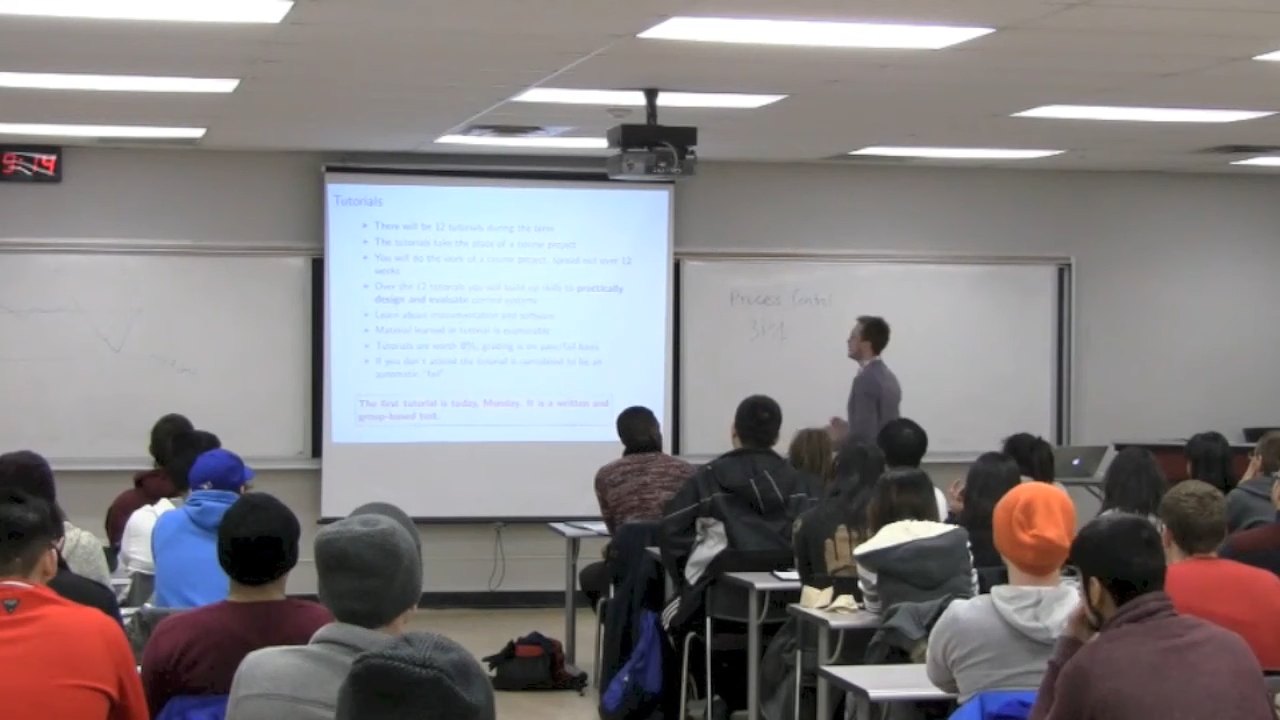 9:19
Tutorials
There will be 12 tutorials during the term
The tutorials take the place of a course project
You will do the work of a course project, spread out over 12
weeks
Over the 12 tutorials you will build up skills to practically
design and evaluate control systems
Learn about instrumentation and software
Material learned in tutorial is examinable
Tutorials are worth 8%, grading is on pass/fail basis
If you don't attend the tutorial is considered to be an
automatic "fail"
The first tutorial is today, Monday. It is a written and
group-based task.
Process Control
3P4